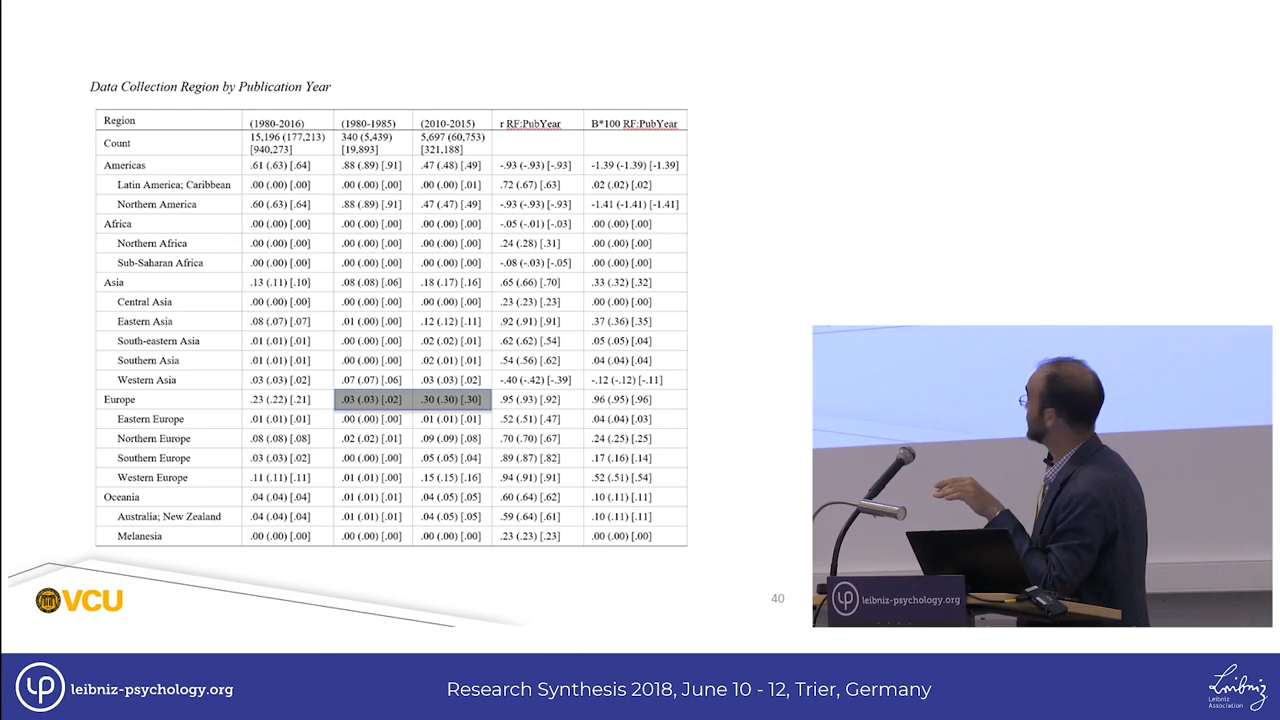 Data Collection Region by Publication Year
Region (1980-2016) (1980-1985) (2010-2015) r RF:PubYear B*100 RF:PubYear
Count 15,196 (177,213) [940,273] 340 (5,439) [19,893] 5,697 (60,753) [321,188]
Americas .61 (.63) [.64] .88 (.89) [.91] .47 (.48) [.49] -.93 (-.93) [-.93] -1.39 (-1.39) [-1.39]
Latin America; Caribbean .00 (.00) [.00] .00 (.00) [.00] .00 (.00) [.01] .72 (.67) [.63] .02 (.02) [.02]
Northern America .60 (.63) [.64] .88 (.89) [.91] .47 (.47) [.49] -.93 (-.93) [-.93] -1.41 (-1.41) [-1.41]
Africa .00 (.00) [.00] .00 (.00) [.00] .00 (.00) [.00] -.05 (-.01) [-.03] .00 (.00) [.00]
Northern Africa .00 (.00) [.00] .00 (.00) [.00] .00 (.00) [.00] .24 (.28) [.31] .00 (.00) [.00]
Sub-Saharan Africa .00 (.00) [.00] .00 (.00) [.00] .00 (.00) [.00] -.08 (-.03) [-.05] .00 (.00) [.00]
Asia .13 (.11) [.10] .08 (.08) [.06] .18 (.17) [.16] .65 (.66) [.70] .33 (.32) [.32]
Central Asia .00 (.00) [.00] .00 (.00) [.00] .00 (.00) [.00] .23 (.23) [.23] .00 (.00) [.00]
Eastern Asia .08 (.07) [.07] .01 (.00) [.00] .12 (.12) [.11] .92 (.91) [.91] .37 (.36) [.35]
South-eastern Asia .01 (.01) [.01] .00 (.00) [.00] .02 (.02) [.01] .62 (.62) [.54] .05 (.05) [.04]
Southern Asia .01 (.01) [.01] .00 (.00) [.00] .02 (.01) [.01] .54 (.56) [.62] .04 (.04) [.04]
Western Asia .03 (.03) [.02] .07 (.07) [.06] .03 (.03) [.02] -.40 (-.42) [-.39] -.12 (-.12) [-.11]
Europe .23 (.22) [.21] .03 (.03) [.02] .30 (.30) [.30] .95 (.93) [.92] .96 (.95) [.96]
Eastern Europe .01 (.01) [.01] .00 (.00) [.00] .01 (.01) [.01] .52 (.51) [.47] .04 (.04) [.03]
Northern Europe .08 (.08) [.08] .02 (.02) [.01] .09 (.09) [.08] .70 (.70) [.67] .24 (.25) [.25]
Southern Europe .03 (.03) [.02] .00 (.00) [.00] .05 (.05) [.04] .89 (.87) [.82] .17 (.16) [.14]
Western Europe .11 (.11) [.11] .01 (.01) [.00] .15 (.15) [.16] .94 (.91) [.91] .52 (.51) [.54]
Oceania .04 (.04) [.04] .01 (.01) [.01] .04 (.05) [.05] .60 (.64) [.62] .10 (.11) [.11]
Australia; New Zealand .04 (.04) [.04] .01 (.01) [.01] .04 (.05) [.05] .59 (.64) [.61] .10 (.11) [.11]
Melanesia .00 (.00) [.00] .00 (.00) [.00] .00 (.00) [.00] .23 (.23) [.23] .00 (.00) [.00]
VCU
40
leibniz-psychology.org
leibniz-psychology.org
Research Synthesis 2018, June 10 - 12, Trier, Germany
Leibniz
Leibniz
Association